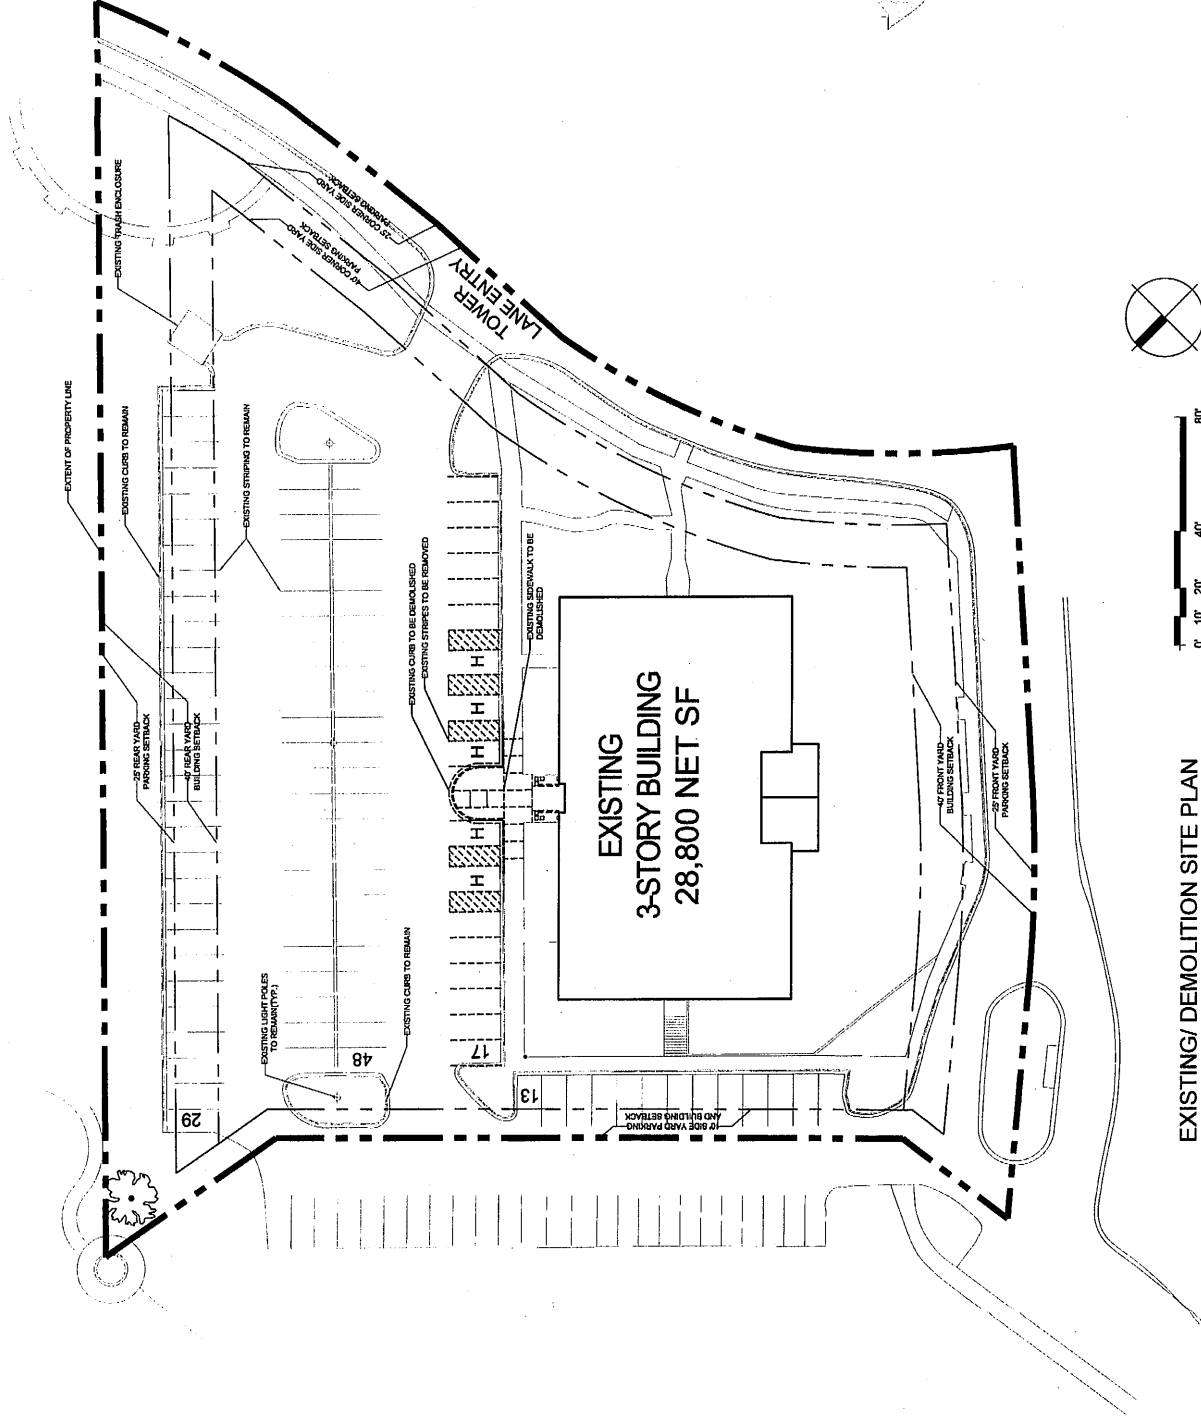 EXISTING TRASH ENCLOSURE
EXTENT OF PROPERTY LINE
EXISTING CURB TO REMAIN
EXISTING STRIPING TO REMAIN
25' CORNER SIDE YARD
PARKING SETBACK
40' CORNER SIDE YARD
PARKING SETBACK
TOWER
LANE ENTRY
25' REAR YARD
PARKING SETBACK
40' REAR YARD
BUILDING SETBACK
EXISTING CURB TO BE DEMOLISHED
EXISTING STRIPES TO BE REMOVED
EXISTING SIDEWALK TO BE
DEMOLISHED
H
H
H
H
H
EXISTING
3-STORY BUILDING
28,800 NET SF
EXISTING LIGHT POLES
TO REMAIN(TYP.)
EXISTING CURB TO REMAIN
29
48
17
13
10' SIDE YARD PARKING
AND BUILDING SETBACK
40' FRONT YARD
BUILDING SETBACK
25' FRONT YARD
PARKING SETBACK
0' 10' 20' 40' 80'
EXISTING/ DEMOLITION SITE PLAN